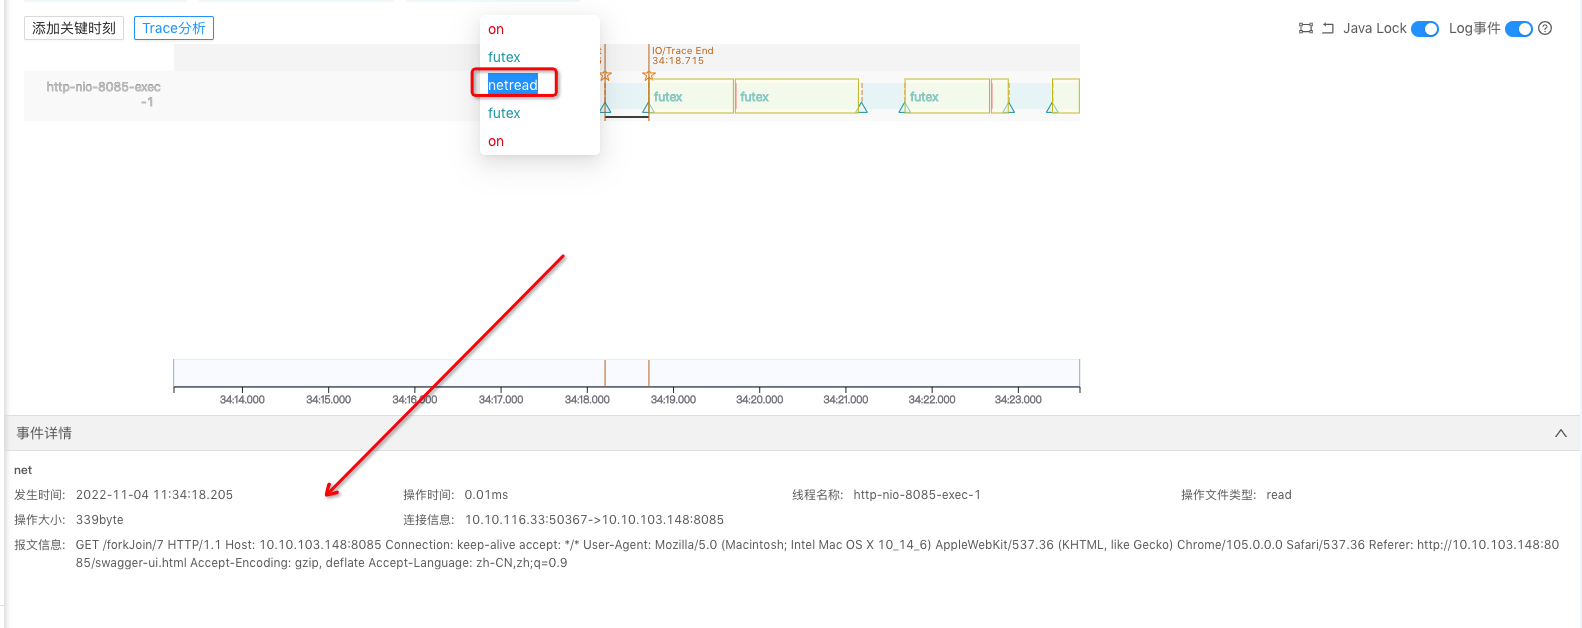 添加关键时刻 Trace分析
Java Lock Log事件
on
futex
netread
futex
on
IO/Trace End
34:18.715
http-nio-8085-exec
-1
futex futex futex
34:14.000 34:15.000 34:16.000 34:17.000 34:18.000 34:19.000 34:20.000 34:21.000 34:22.000 34:23.000
事件详情
net
发生时间: 2022-11-04 11:34:18.205 操作时间: 0.01ms 线程名称: http-nio-8085-exec-1 操作文件类型: read
操作大小: 339byte 连接信息: 10.10.116.33:50367->10.10.103.148:8085
报文信息: GET /forkJoin/7 HTTP/1.1 Host: 10.10.103.148:8085 Connection: keep-alive accept: */* User-Agent: Mozilla/5.0 (Macintosh; Intel Mac OS X 10_14_6) AppleWebKit/537.36 (KHTML, like Gecko) Chrome/105.0.0.0 Safari/537.36 Referer: http://10.10.103.148:80
85/swagger-ui.html Accept-Encoding: gzip, deflate Accept-Language: zh-CN,zh;q=0.9